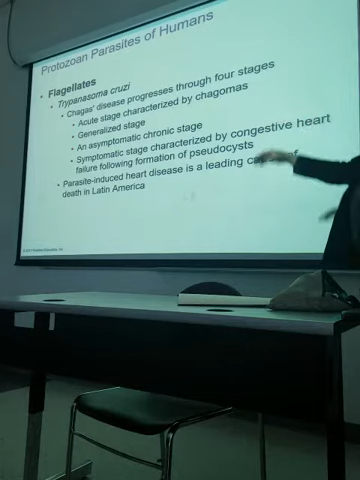 Protozoan Parasites of Humans
• Flagellates
• Trypanasoma cruzi
• Chagas' disease progresses through four stages
• Acute stage characterized by chagomas
• Generalized stage
• An asymptomatic chronic stage
• Symptomatic stage characterized by congestive heart
failure following formation of pseudocysts
• Parasite-induced heart disease is a leading of
death in Latin America